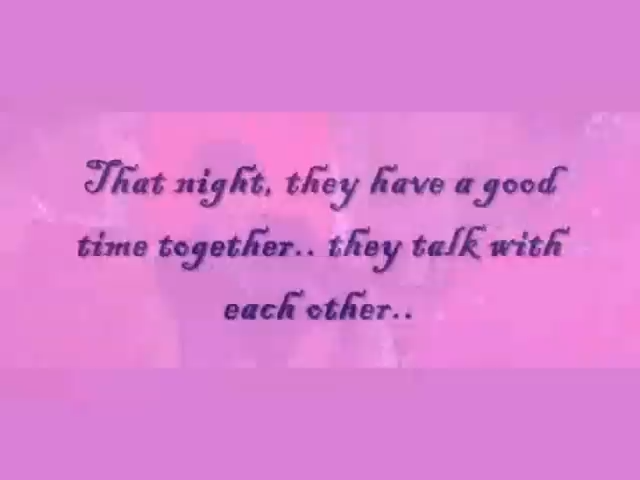 That night, they have a good
time together.. they talk with
each other..